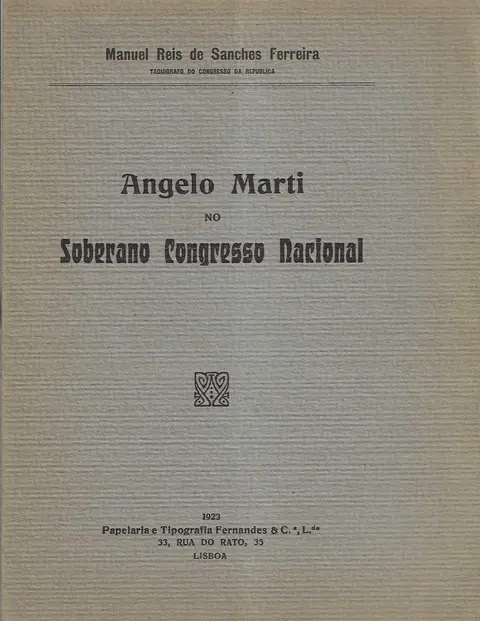 Manuel Reis de Sanches Ferreira
TAQUIGRAFO DO CONGRESSO DA REPUBLICA
Angelo Marti
NO
Soberano Congresso Nacional
1923
Papelaria e Tipografia Fernandes & C.ª, L.da
33, RUA DO RATO, 35
LISBOA